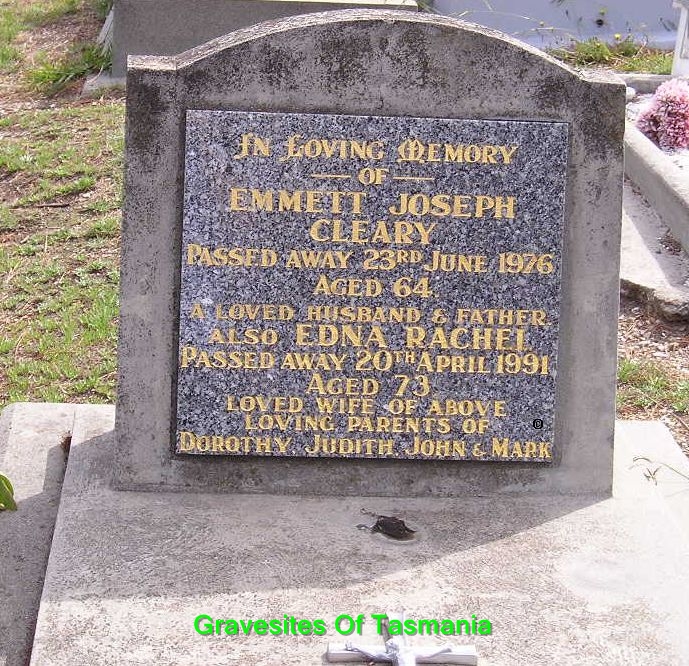 In Loving Memory
of
Emmett Joseph
Cleary
Passed away 23rd June 1976
Aged 64.
A loved husband & father.
also Edna Rachel
Passed away 20th April 1991
Aged 73
Loved wife of above
Loving parents of
Dorothy Judith John & Mark
Gravesites Of Tasmania